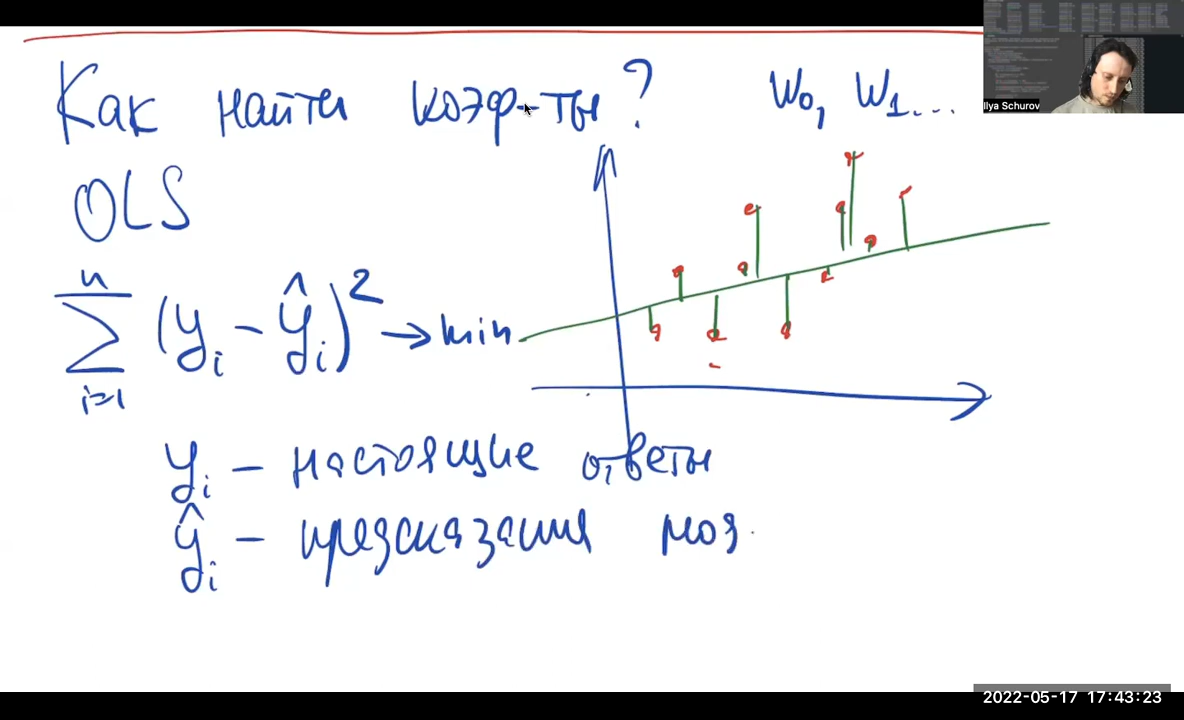 Как найти коэф-ты? w₀, w₁...
Ilya Schurov
OLS
n
∑ (yᵢ - ŷᵢ)² → min
i=1
yᵢ - настоящие ответы
ŷᵢ - предсказания мод.
2022-05-17 17:43:23